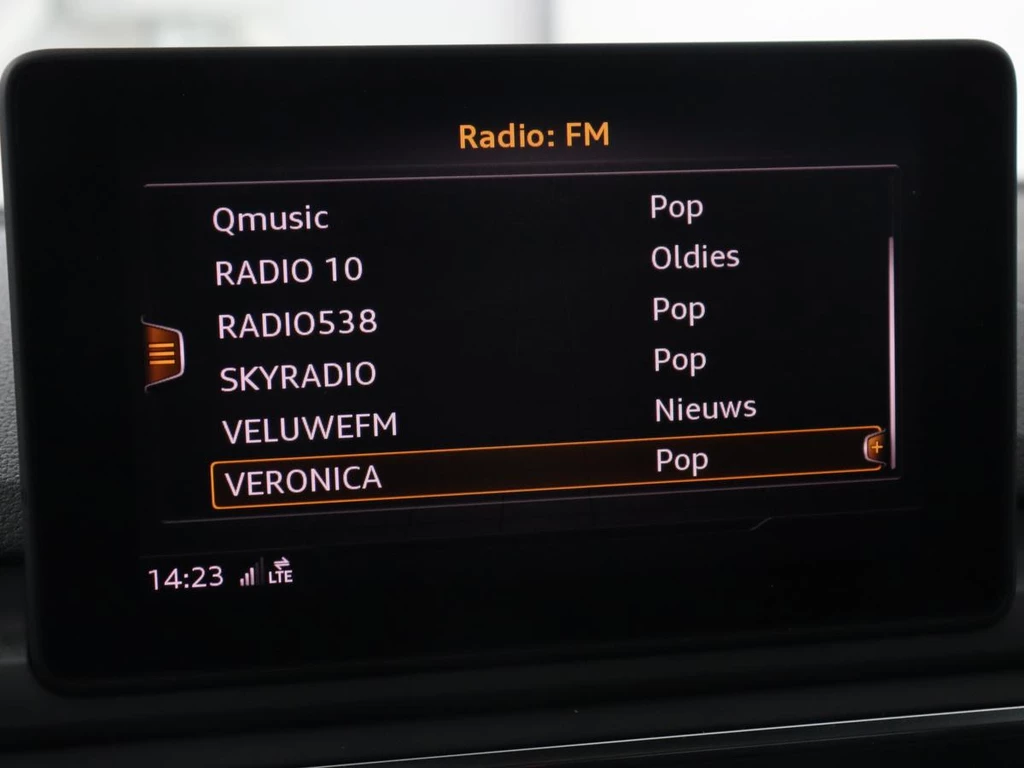 Radio: FM
Qmusic Pop
RADIO 10 Oldies
RADIO538 Pop
SKYRADIO Pop
VELUWEFM Nieuws
VERONICA Pop
14:23 LTE